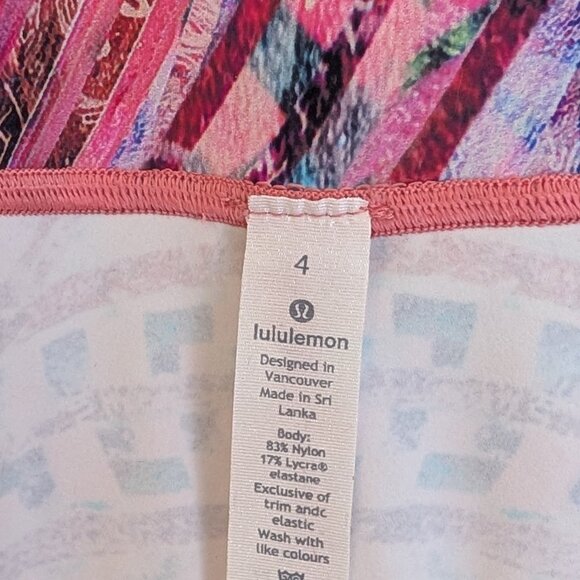 4
lululemon
Designed in
Vancouver
Made in Sri
Lanka
Body:
83% Nylon
17% Lycra®
elastane
Exclusive of
trim andc
elastic
Wash with
like colours